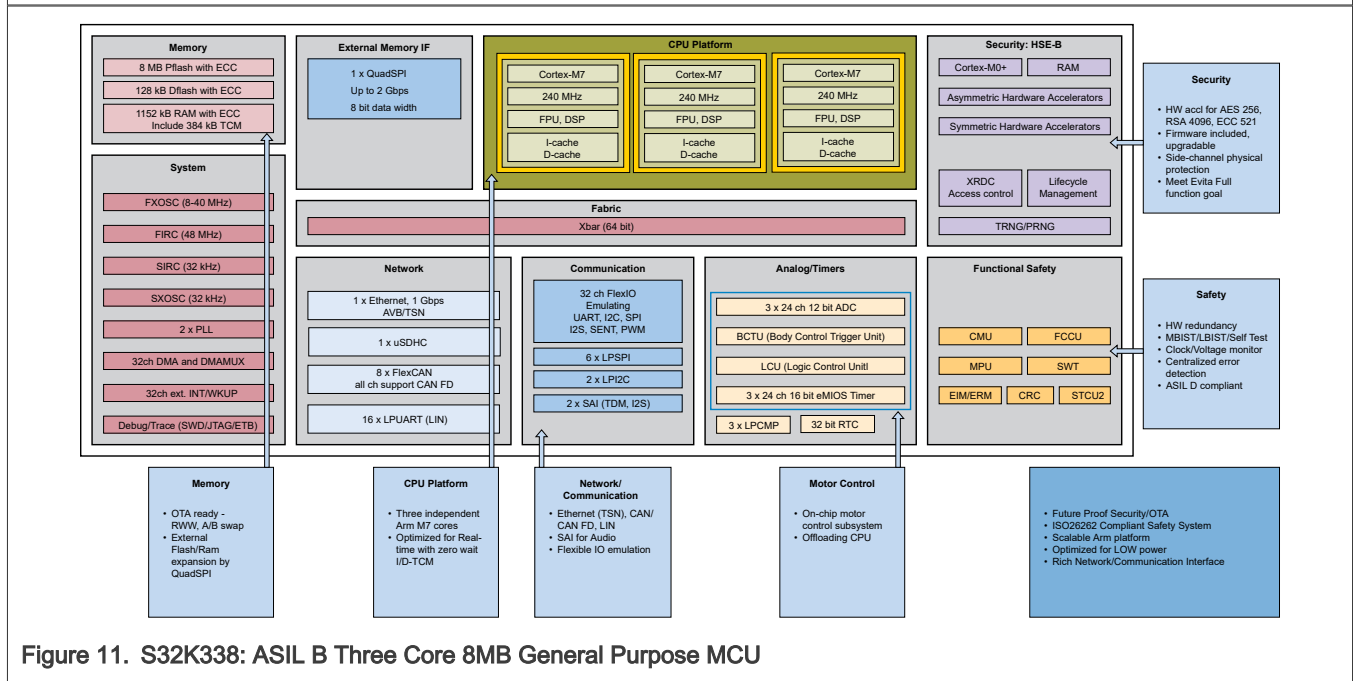 Memory
8 MB Pflash with ECC
128 kB Dflash with ECC
1152 kB RAM with ECC
Include 384 kB TCM
External Memory IF
1 x QuadSPI
Up to 2 Gbps
8 bit data width
CPU Platform
Cortex-M7
240 MHz
FPU, DSP
I-cache
D-cache
Cortex-M7
240 MHz
FPU, DSP
I-cache
D-cache
Cortex-M7
240 MHz
FPU, DSP
I-cache
D-cache
Security: HSE-B
Cortex-M0+
RAM
Asymmetric Hardware Accelerators
Symmetric Hardware Accelerators
XRDC
Access control
Lifecycle
Management
TRNG/PRNG
Security
• HW accl for AES 256,
RSA 4096, ECC 521
• Firmware included,
upgradable
• Side-channel physical
protection
• Meet Evita Full
function goal
System
FXOSC (8-40 MHz)
FIRC (48 MHz)
SIRC (32 kHz)
SXOSC (32 kHz)
2 x PLL
32ch DMA and DMAMUX
32ch ext. INT/WKUP
Debug/Trace (SWD/JTAG/ETB)
Fabric
Xbar (64 bit)
Network
1 x Ethernet, 1 Gbps
AVB/TSN
1 x uSDHC
8 x FlexCAN
all ch support CAN FD
16 x LPUART (LIN)
Communication
32 ch FlexIO
Emulating
UART, I2C, SPI
I2S, SENT, PWM
6 x LPSPI
2 x LPI2C
2 x SAI (TDM, I2S)
Analog/Timers
3 x 24 ch 12 bit ADC
BCTU (Body Control Trigger Unit)
LCU (Logic Control Unitl
3 x 24 ch 16 bit eMIOS Timer
3 x LPCMP
32 bit RTC
Functional Safety
CMU
FCCU
MPU
SWT
EIM/ERM
CRC
STCU2
Safety
• HW redundancy
• MBIST/LBIST/Self Test
• Clock/Voltage monitor
• Centralized error
detection
• ASIL D compliant
Memory
• OTA ready -
RWW, A/B swap
• External
Flash/Ram
expansion by
QuadSPI
CPU Platform
• Three independent
Arm M7 cores
• Optimized for Real-
time with zero wait
I/D-TCM
Network/
Communication
• Ethernet (TSN), CAN/
CAN FD, LIN
• SAI for Audio
• Flexible IO emulation
Motor Control
• On-chip motor
control subsystem
• Offloading CPU
• Future Proof Security/OTA
• ISO26262 Compliant Safety System
• Scalable Arm platform
• Optimized for LOW power
• Rich Network/Communication Interface
Figure 11. S32K338: ASIL B Three Core 8MB General Purpose MCU